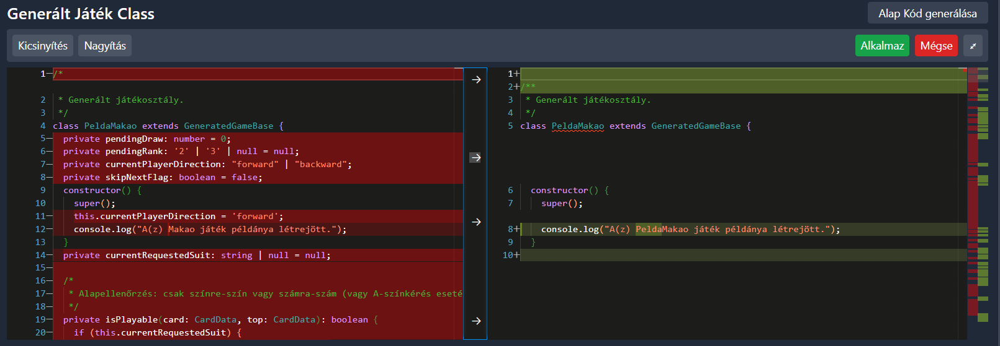 Generált Játék Class
Alap Kód generálása
Kicsinyítés Nagyítás
Alkalmaz Mégse
1 /*
2 * Generált játékosztály.
3 */
4 class PeldaMakao extends GeneratedGameBase {
5 private pendingDraw: number = 0;
6 private pendingRank: '2' | '3' | null = null;
7 private currentPlayerDirection: "forward" | "backward";
8 private skipNextFlag: boolean = false;
9 constructor() {
10 super();
11 this.currentPlayerDirection = 'forward';
12 console.log("A(z) Makao játék példánya létrejött.");
13 }
14 private currentRequestedSuit: string | null = null;
15
16 /*
17 * Alapellenőrzés: csak színre-szín vagy számra-szám (vagy A-színkérés eseté
18 */
19 private isPlayable(card: CardData, top: CardData): boolean {
20 if (this.currentRequestedSuit) {
1+
2+ /**
3 * Generált játékosztály.
4 */
5 class PeldaMakao extends GeneratedGameBase {
6 constructor() {
7 super();
8+ console.log("A(z) PeldaMakao játék példánya létrejött.");
9 }
10+